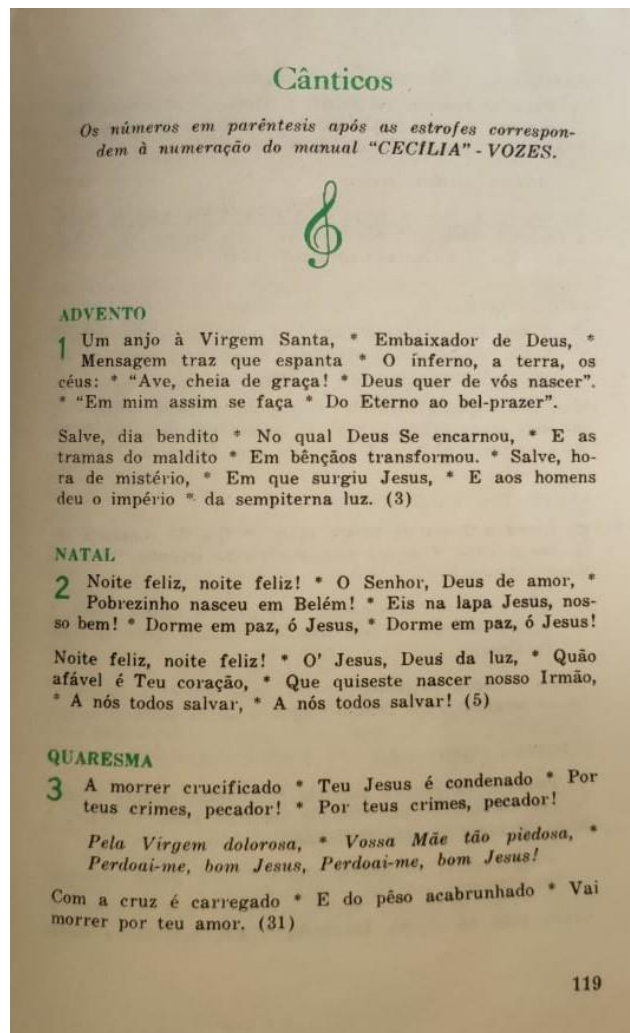 Cânticos
Os números em parêntesis após as estrofes correspon-
dem à numeração do manual "CECÍLIA" - VOZES.
ADVENTO
1 Um anjo à Virgem Santa, * Embaixador de Deus, *
Mensagem traz que espanta * O inferno, a terra, os
céus: * "Ave, cheia de graça! * Deus quer de vós nascer".
* "Em mim assim se faça * Do Eterno ao bel-prazer".
Salve, dia bendito * No qual Deus Se encarnou, * E as
tramas do maldito * Em bênçãos transformou. * Salve, ho-
ra de mistério, * Em que surgiu Jesus, * E aos homens
deu o império * da sempiterna luz. (3)
NATAL
2 Noite feliz, noite feliz! * O Senhor, Deus de amor, *
Pobrezinho nasceu em Belém! * Eis na lapa Jesus, nos-
so bem! * Dorme em paz, ó Jesus, * Dorme em paz, ó Jesus!
Noite feliz, noite feliz! * O' Jesus, Deus da luz, * Quão
afável é Teu coração, * Que quiseste nascer nosso Irmão,
* A nós todos salvar, * A nós todos salvar! (5)
QUARESMA
3 A morrer crucificado * Teu Jesus é condenado * Por
teus crimes, pecador! * Por teus crimes, pecador!
Pela Virgem dolorosa, * Vossa Mãe tão piedosa, *
Perdoai-me, bom Jesus, Perdoai-me, bom Jesus!
Com a cruz é carregado * E do pêso acabrunhado * Vai
morrer por teu amor. (31)
119